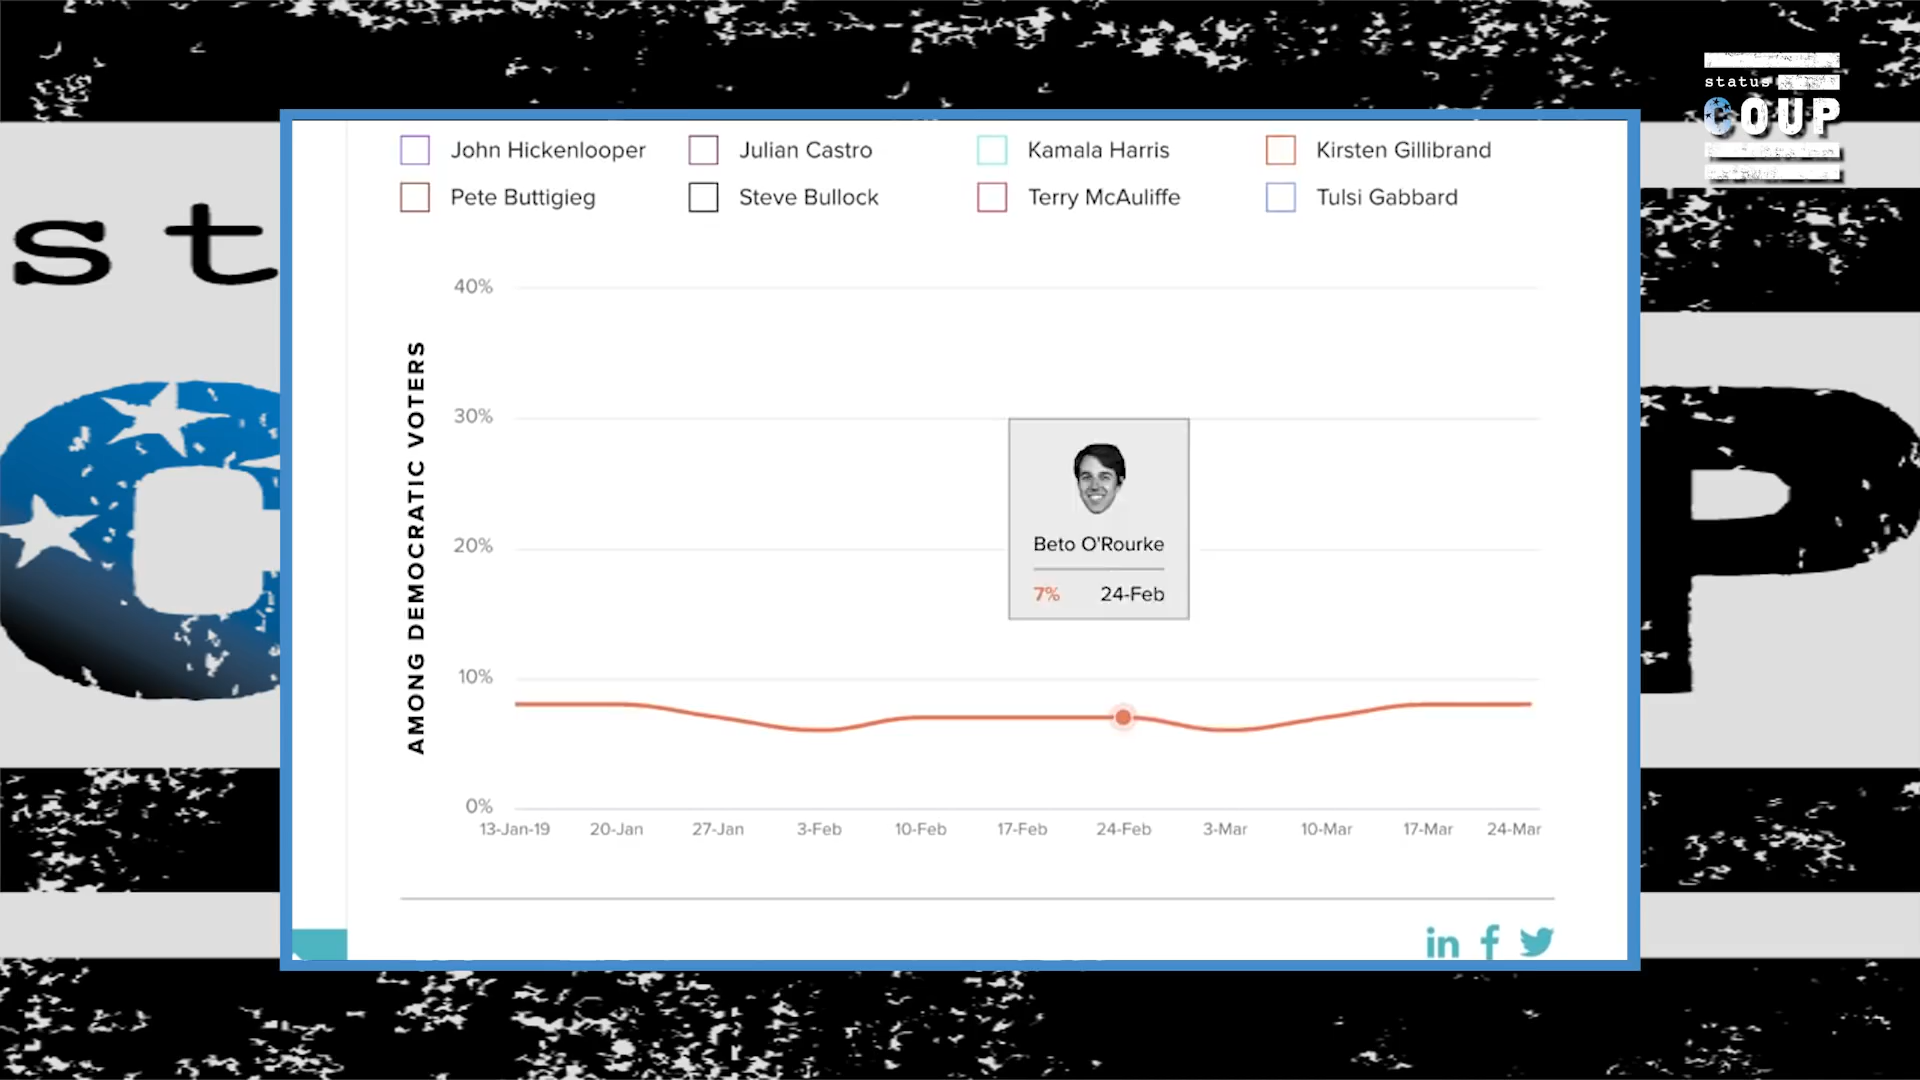 status
COUP
John Hickenlooper Julian Castro Kamala Harris Kirsten Gillibrand
Pete Buttigieg Steve Bullock Terry McAuliffe Tulsi Gabbard
st
AMONG DEMOCRATIC VOTERS
40%
30%
20%
10%
0%
Beto O'Rourke
7% 24-Feb
C
P
13-Jan-19 20-Jan 27-Jan 3-Feb 10-Feb 17-Feb 24-Feb 3-Mar 10-Mar 17-Mar 24-Mar
in f